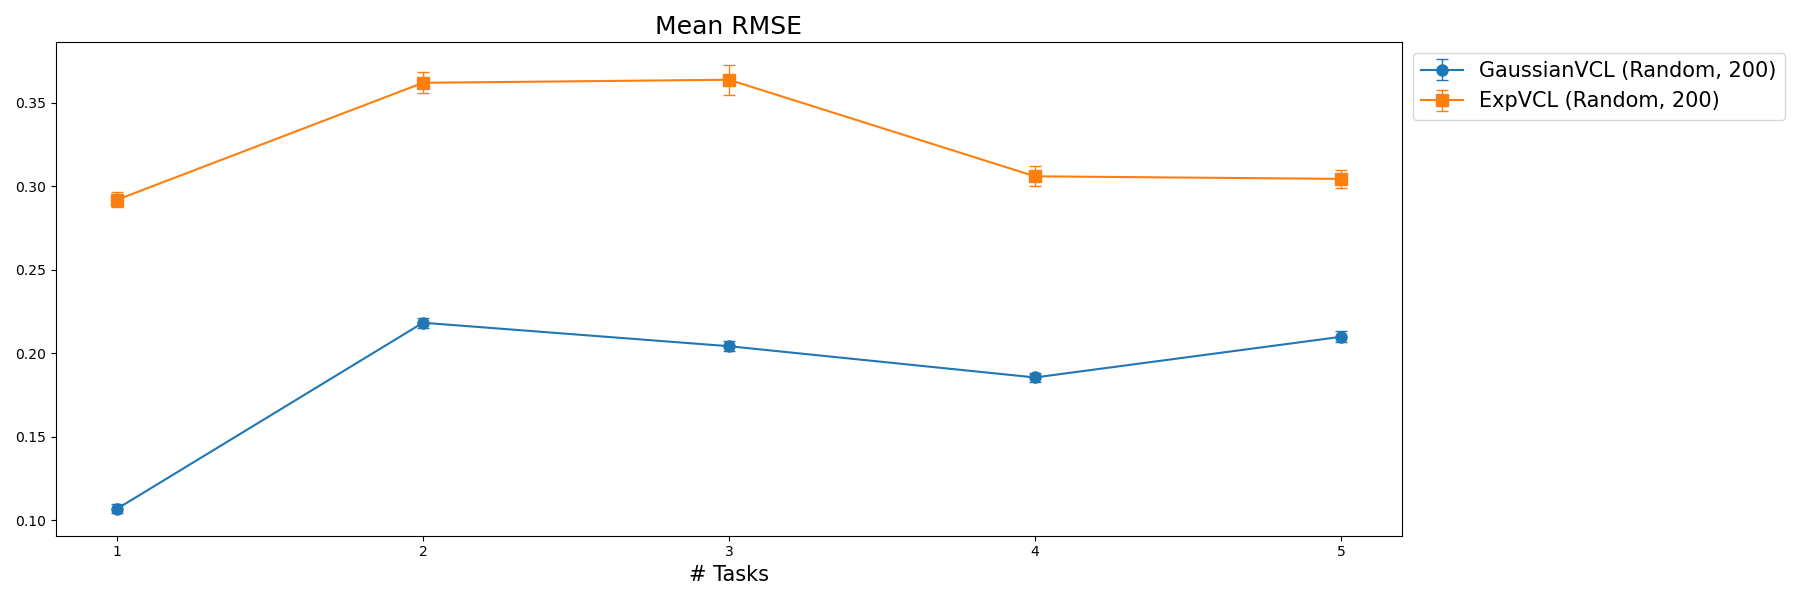 Mean RMSE
0.35
0.30
0.25
0.20
0.15
0.10
1 2 3 4 5
# Tasks
GaussianVCL (Random, 200)
ExpVCL (Random, 200)